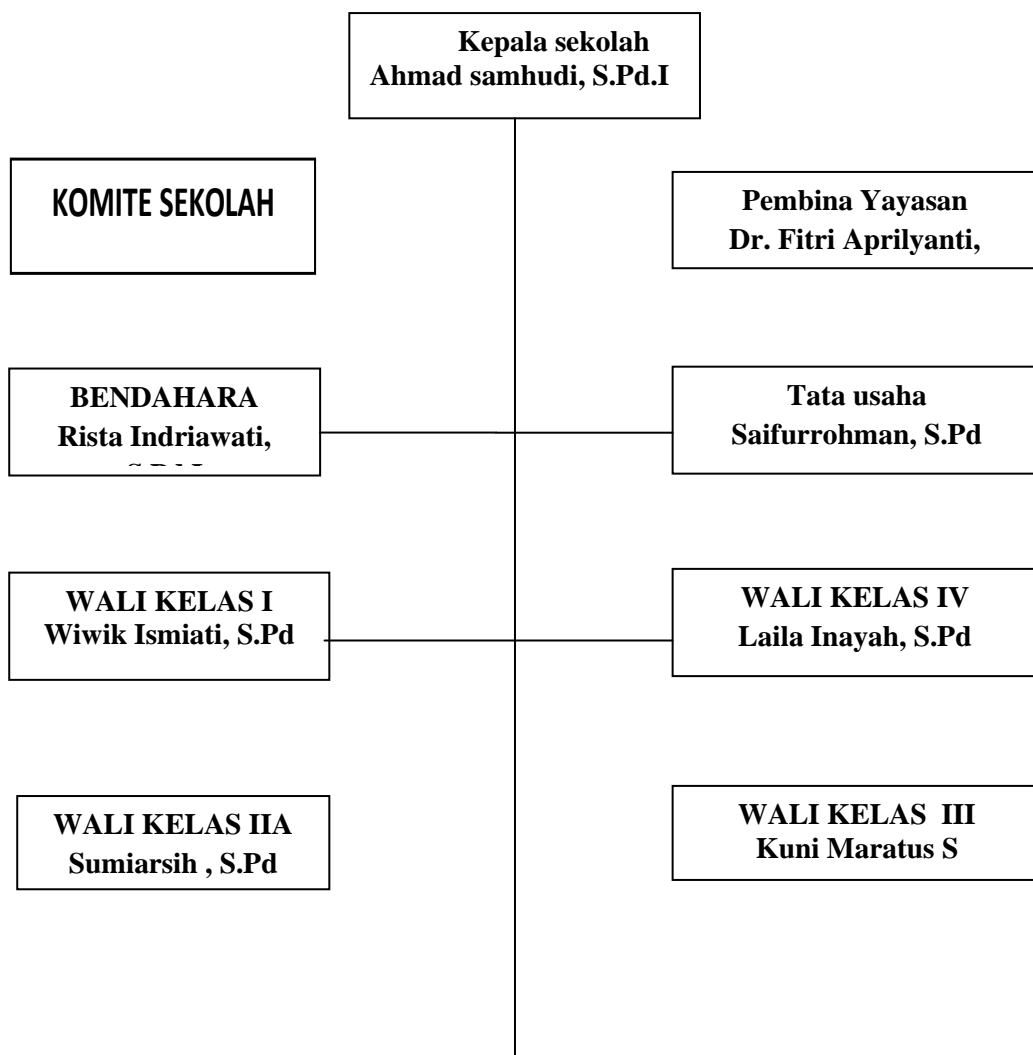 Kepala sekolah
Ahmad samhudi, S.Pd.I
KOMITE SEKOLAH
Pembina Yayasan
Dr. Fitri Aprilyanti,
BENDAHARA
Rista Indriawati,
Tata usaha
Saifurrohman, S.Pd
WALI KELAS I
Wiwik Ismiati, S.Pd
WALI KELAS IV
Laila Inayah, S.Pd
WALI KELAS IIA
Sumiarsih , S.Pd
WALI KELAS III
Kuni Maratus S